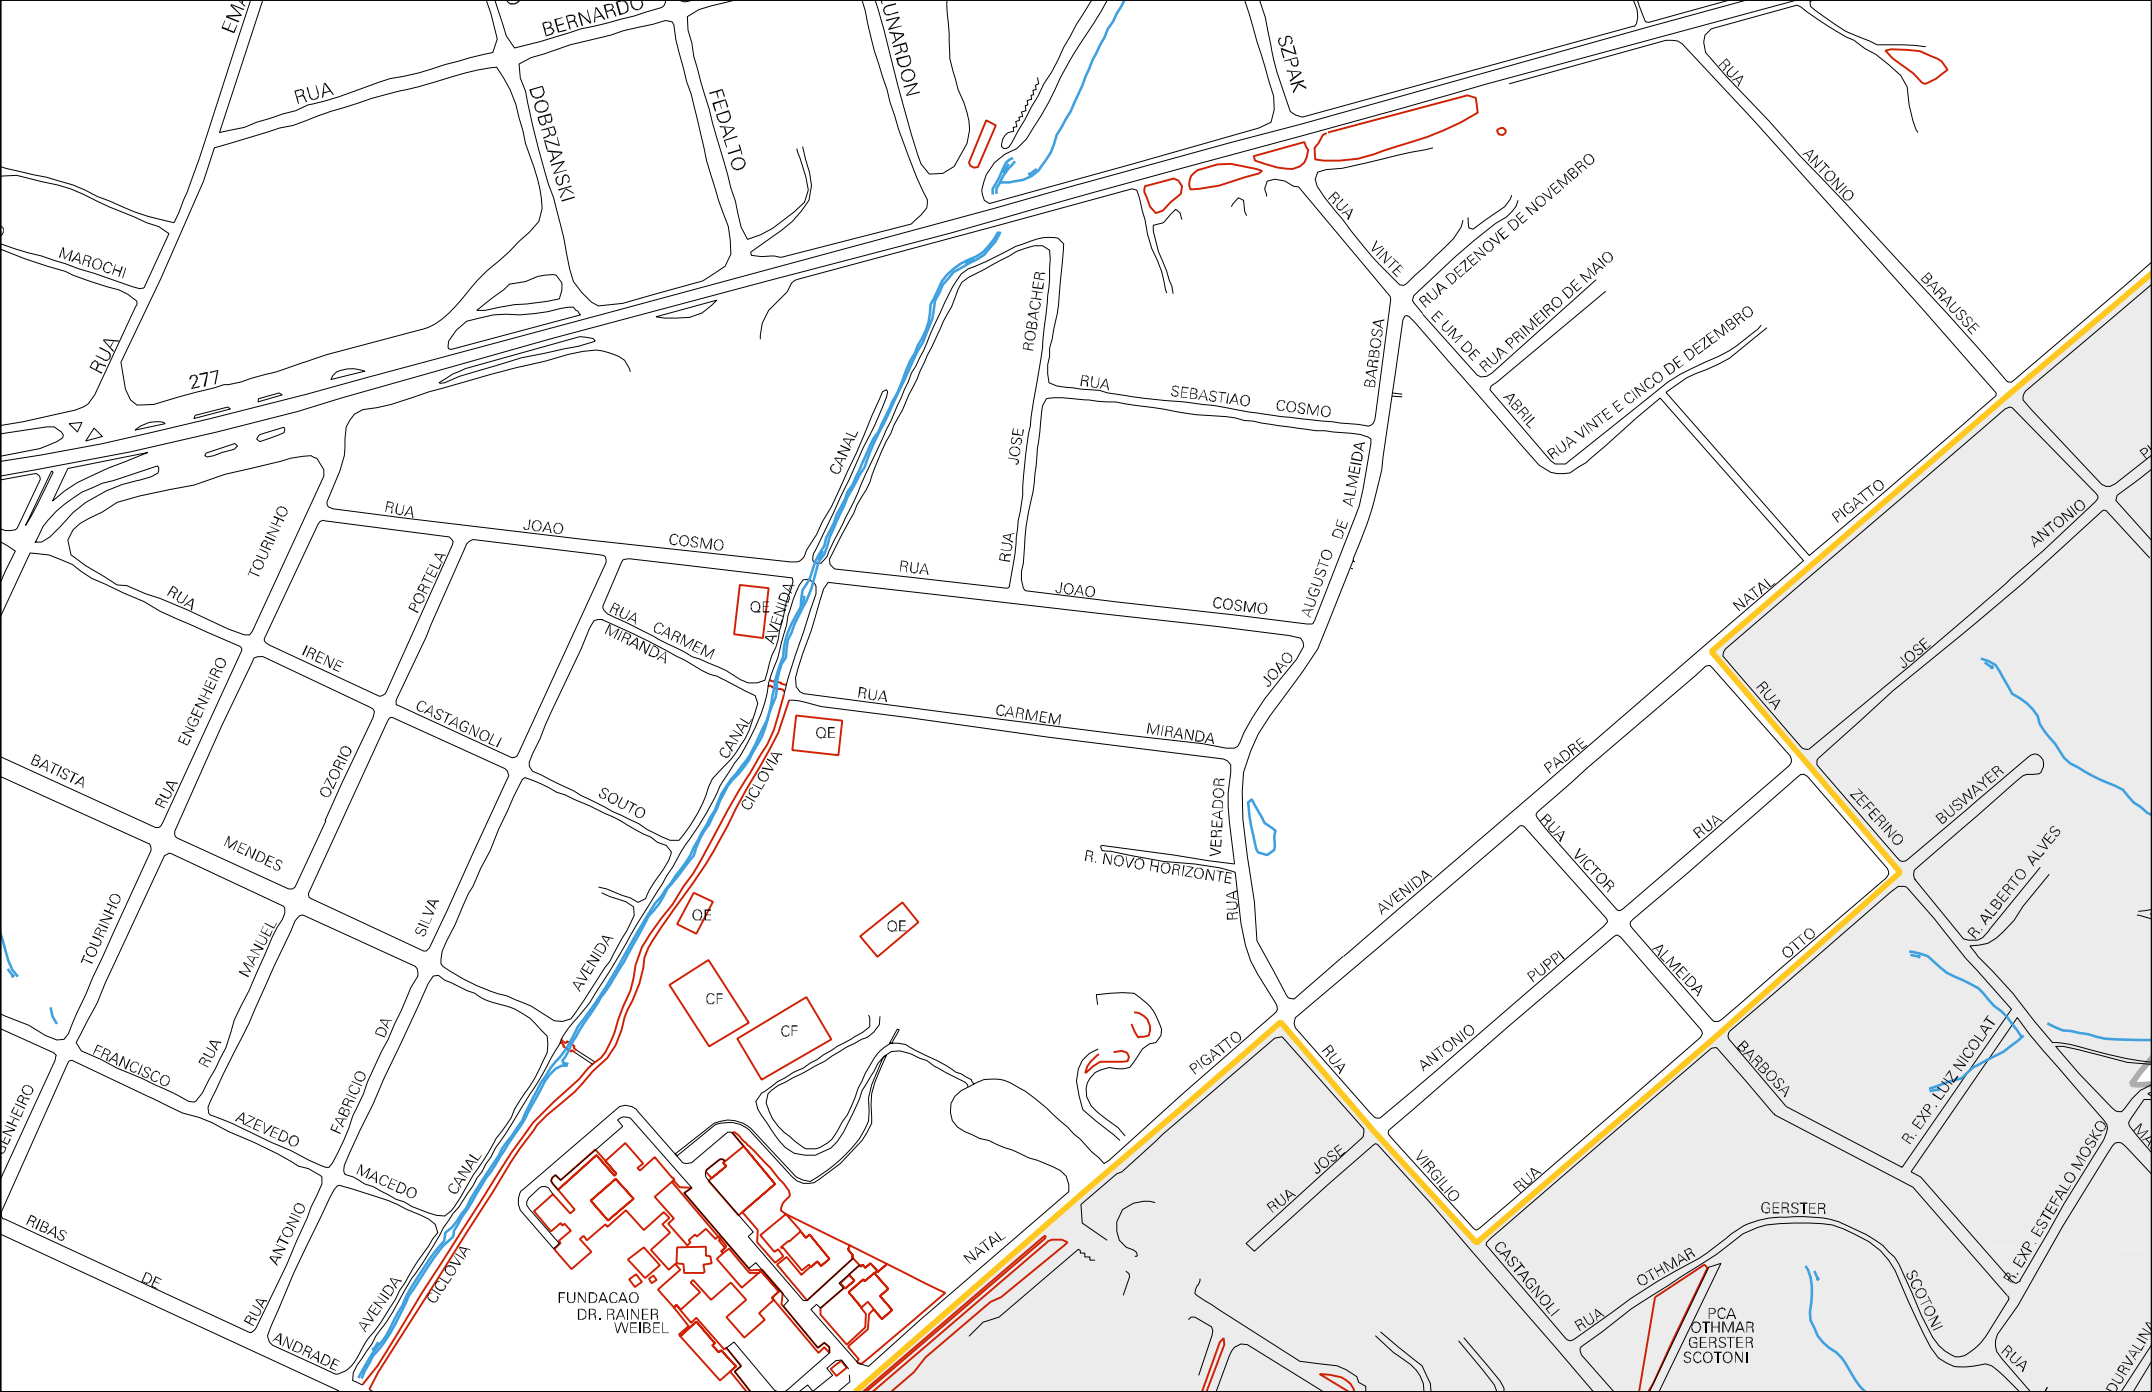 BERNARDO
RUA
DOBRZANSKI
FEDALTO
SZPAK
RUA
ANTONIO
BARAUSSE
MAROCHI
RUA
277
ROBACHER
JOSE
RUA
RUA
VINTE
E UM DE
ABRIL
RUA DEZENOVE DE NOVEMBRO
RUA PRIMEIRO DE MAIO
RUA VINTE E CINCO DE DEZEMBRO
BARBOSA
RUA
SEBASTIAO
COSMO
CANAL
ALMEIDA
DE
AUGUSTO
JOAO
VEREADOR
RUA
PIGATTO
NATAL
PADRE
AVENIDA
PIGATTO
NATAL
TOURINHO
RUA
JOAO
COSMO
RUA
JOAO
COSMO
PORTELA
RUA
IRENE
CASTAGNOLI
SOUTO
RUA
CARMEM
MIRANDA
QE
AVENIDA
CANAL
CICLOVIA
RUA
CARMEM
MIRANDA
QE
ENGENHEIRO
RUA
OZORIO
BATISTA
MENDES
R. NOVO HORIZONTE
TOURINHO
MANUEL
RUA
SILVA
DA
FABRICIO
ANTONIO
RUA
AVENIDA
QE
QE
CF
CF
FRANCISCO
AZEVEDO
MACEDO
CANAL
AVENIDA
CICLOVIA
RIBAS
DE
ANDRADE
FUNDACAO
DR. RAINER
WEIBEL
ANTONIO
JOSE
RUA
PUPPI
ANTONIO
JOSE
RUA
RUA
ZEFERINO
BUSWAYER
R. ALBERTO ALVES
RUA
VICTOR
ALMEIDA
BARBOSA
OTTO
RUA
RUA
VIRGILIO
CASTAGNOLI
R. EXP. LUIZ NICOLAT
R. EXP. ESTEFALO MOSKO
GERSTER
OTHMAR
RUA
SCOTONI
RUA
PCA
OTHMAR
GERSTER
SCOTONI